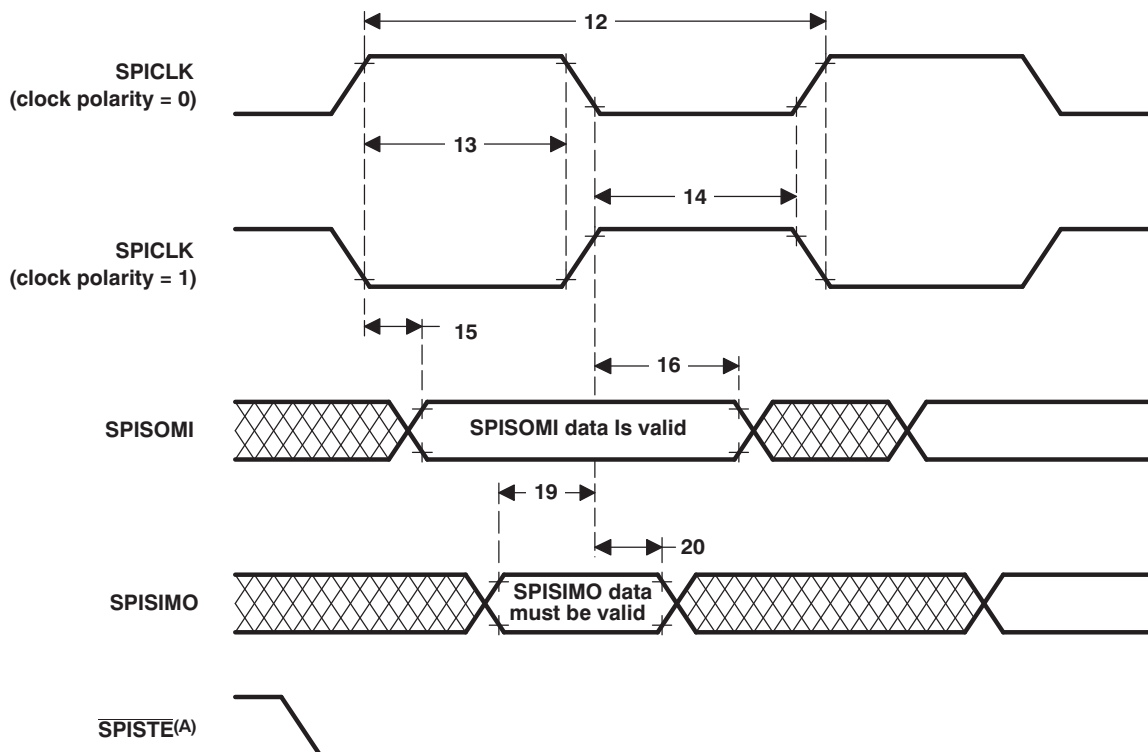 12
SPICLK
(clock polarity = 0)
13
14
SPICLK
(clock polarity = 1)
15
16
SPISOMI
SPISOMI data Is valid
19
20
SPISIMO
SPISIMO data
must be valid
SPISTE(A)